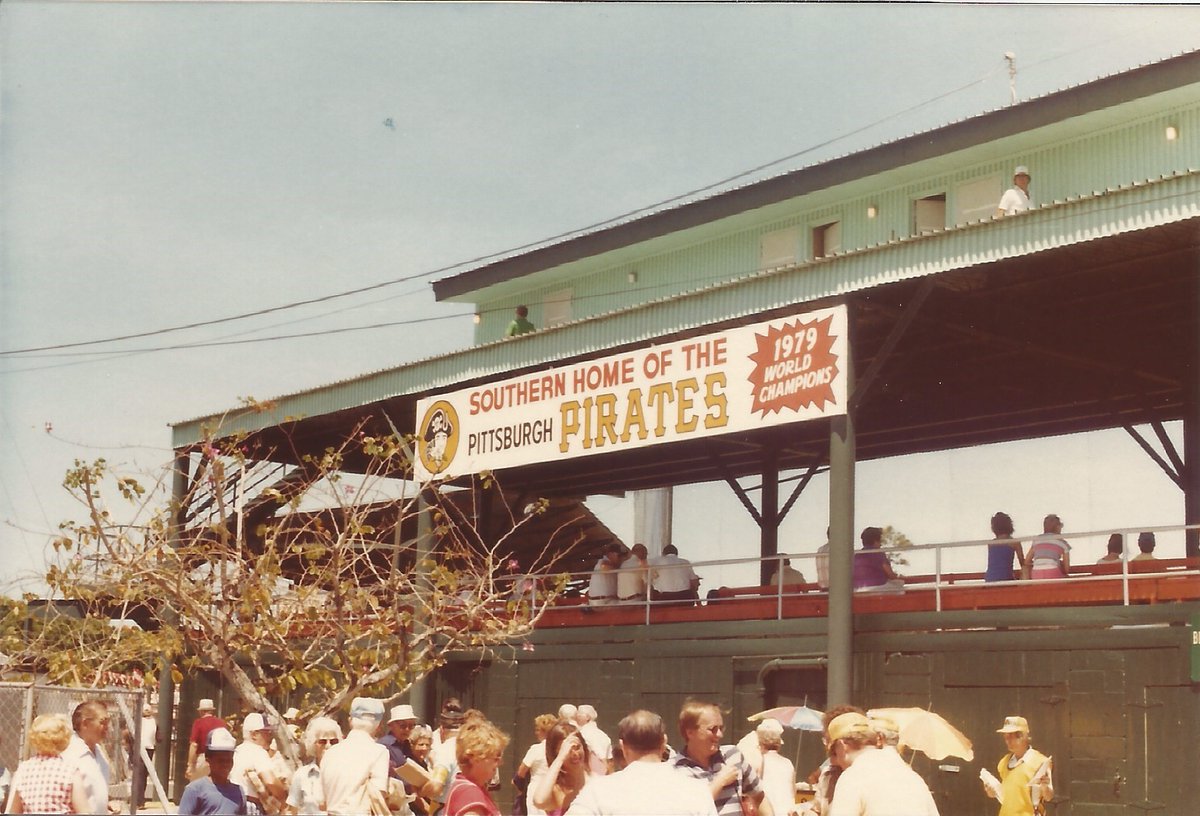 SOUTHERN HOME OF THE
PITTSBURGH PIRATES
1979
WORLD
CHAMPIONS